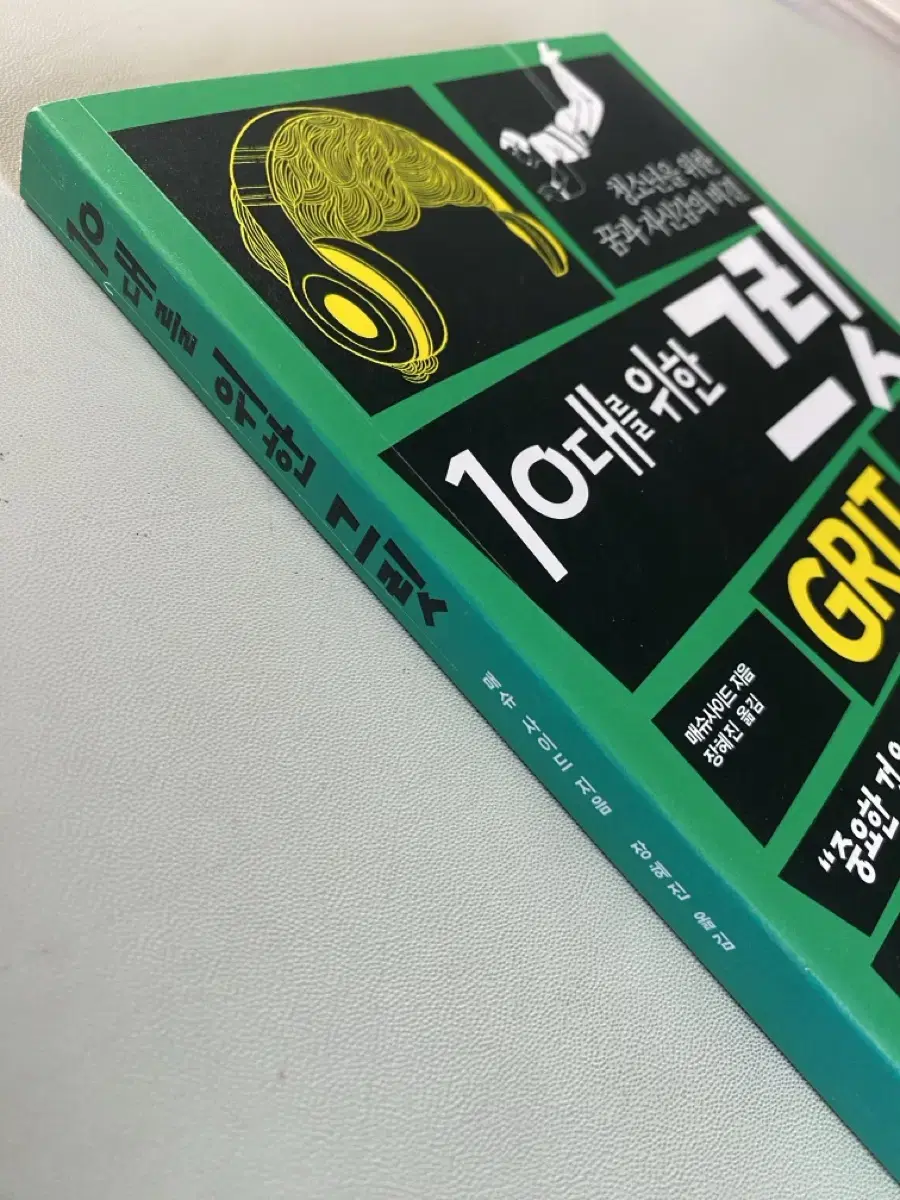 청소년을 위한
꿈과 자신감의 비결
10대를 위한
그릿
GRIT
매슈 사이드 지음
장혜진 옮김
“중요한 것은
10대를 위한 그릿
매슈 사이드 지음 장혜진 옮김